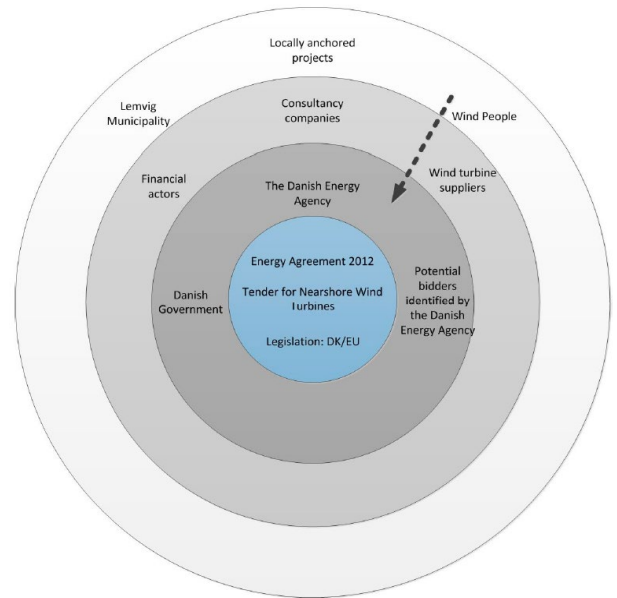 Locally anchored
projects
Lemvig
Municipality
Consultancy
companies
Wind People
Financial
actors
Wind turbine
suppliers
The Danish Energy
Agency
Energy Agreement 2012
Tender for Nearshore Wind
Turbines
Legislation: DK/EU
Danish
Government
Potential
bidders
identified by
the Danish
Energy Agency